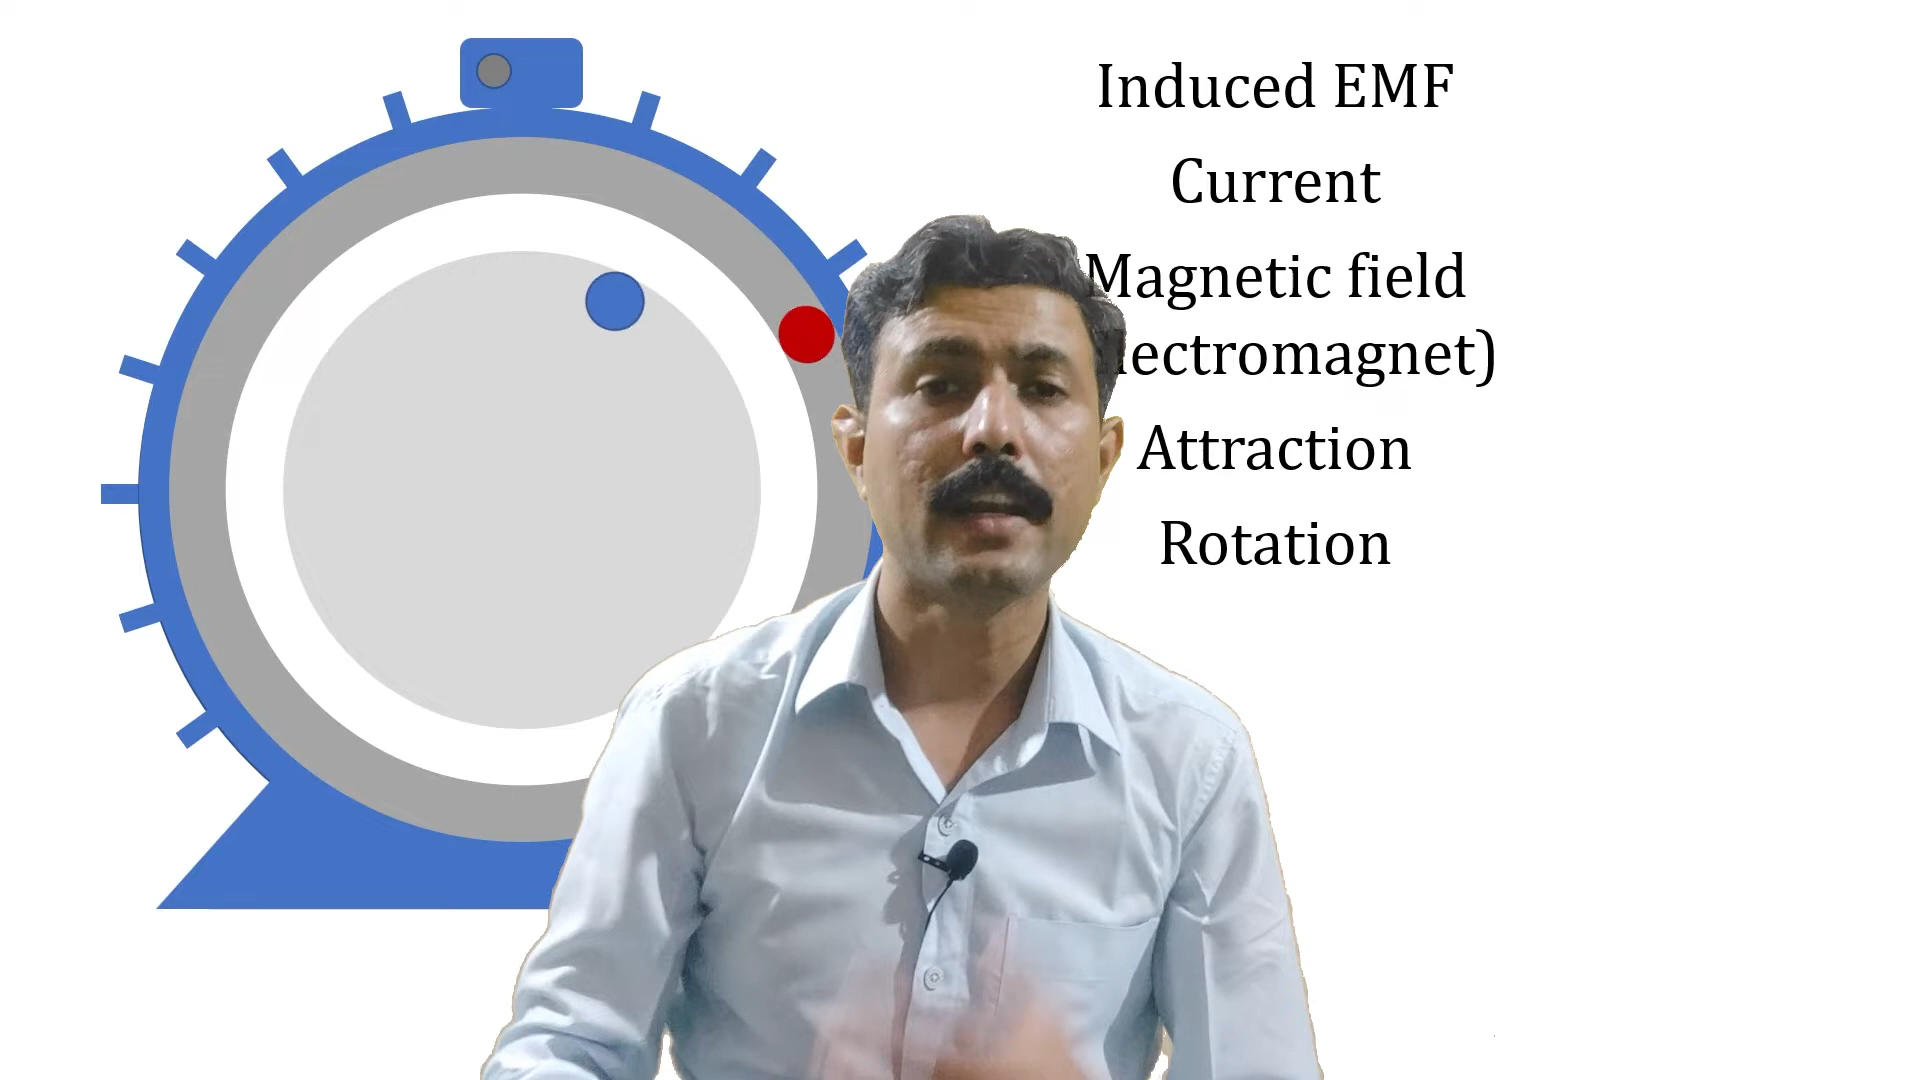 Induced EMF
Current
Magnetic field
lectromagnet)
Attraction
Rotation